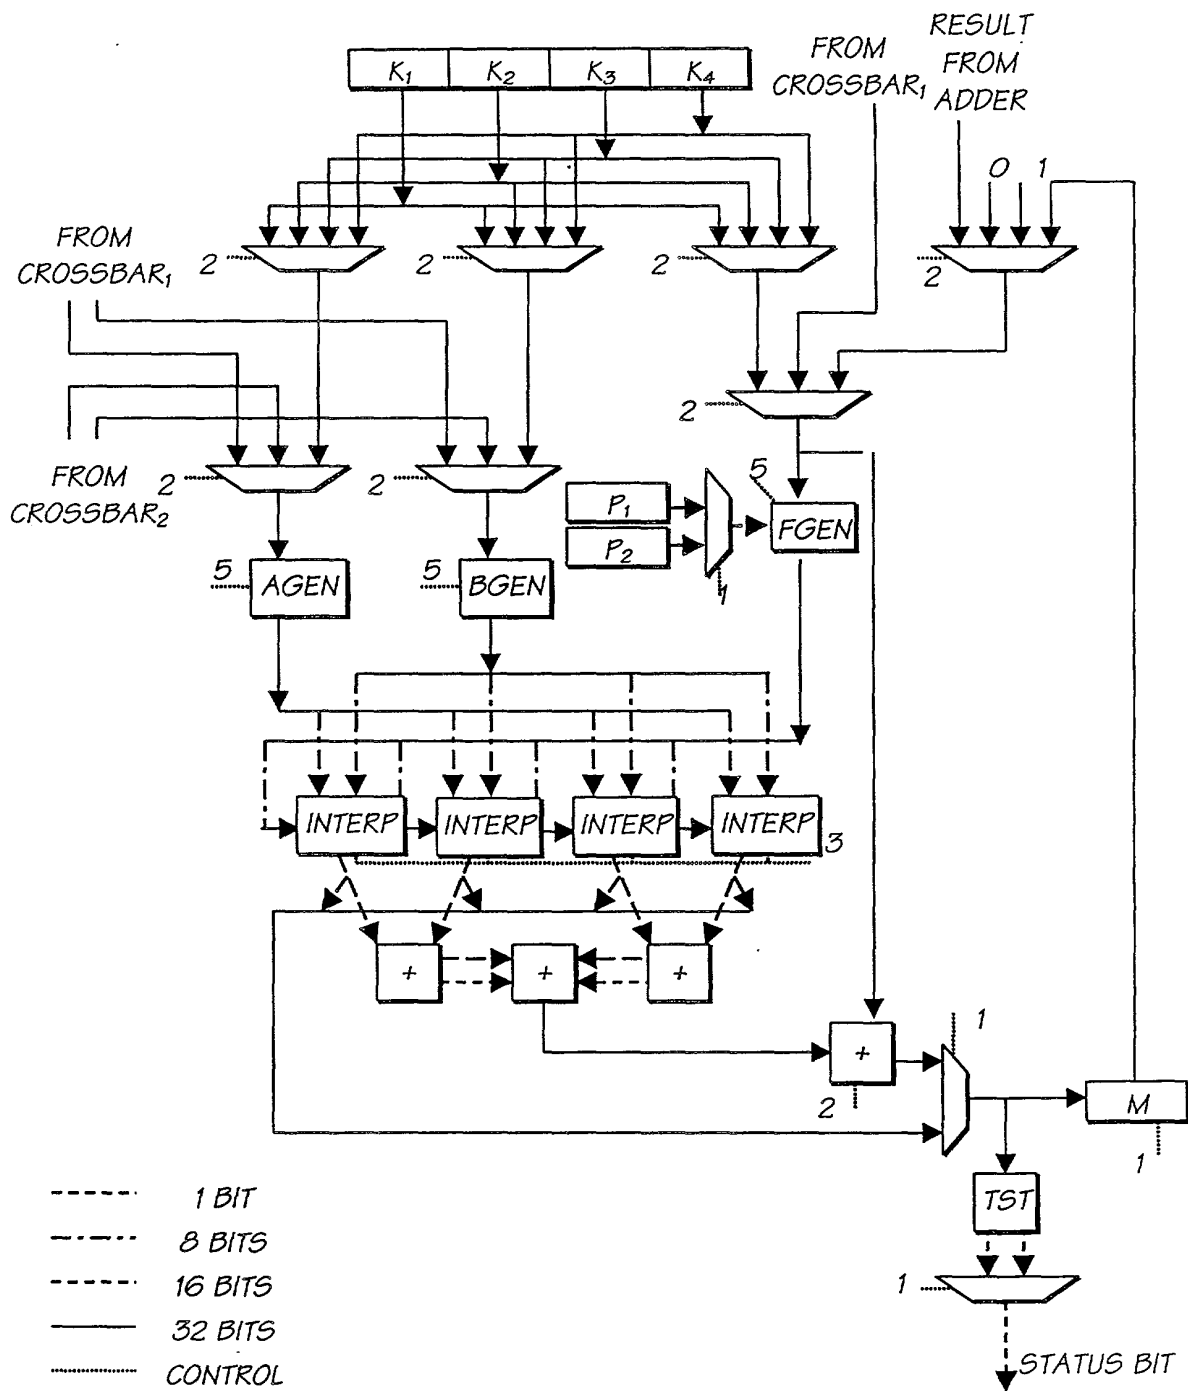 RESULT
FROM
ADDER
FROM
CROSSBAR₁
K₁ K₂ K₃ K₄
0 1
FROM
CROSSBAR₁
2 2 2 2
2
FROM
CROSSBAR₂
2 2
P₁
P₂
5
FGEN
1
5 AGEN
5 BGEN
INTERP INTERP INTERP INTERP 3
+ + +
+
2
1
M
1
TST
1
STATUS BIT
1 BIT
8 BITS
16 BITS
32 BITS
CONTROL